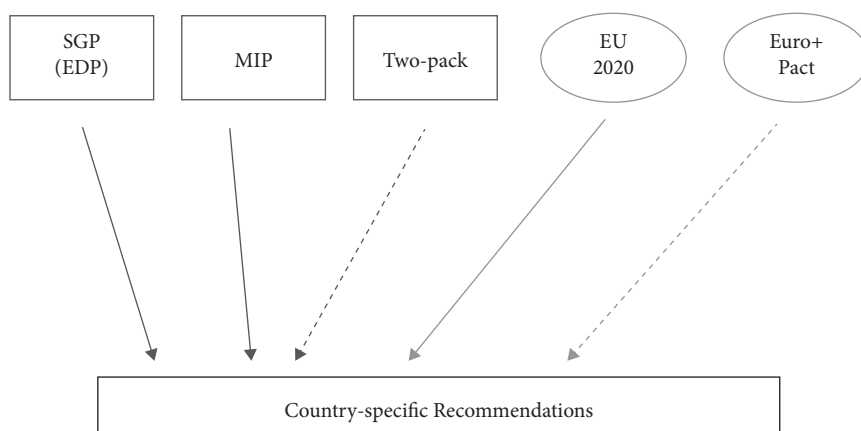 SGP
(EDP)
MIP
Two-pack
EU
2020
Euro+
Pact
Country-specific Recommendations